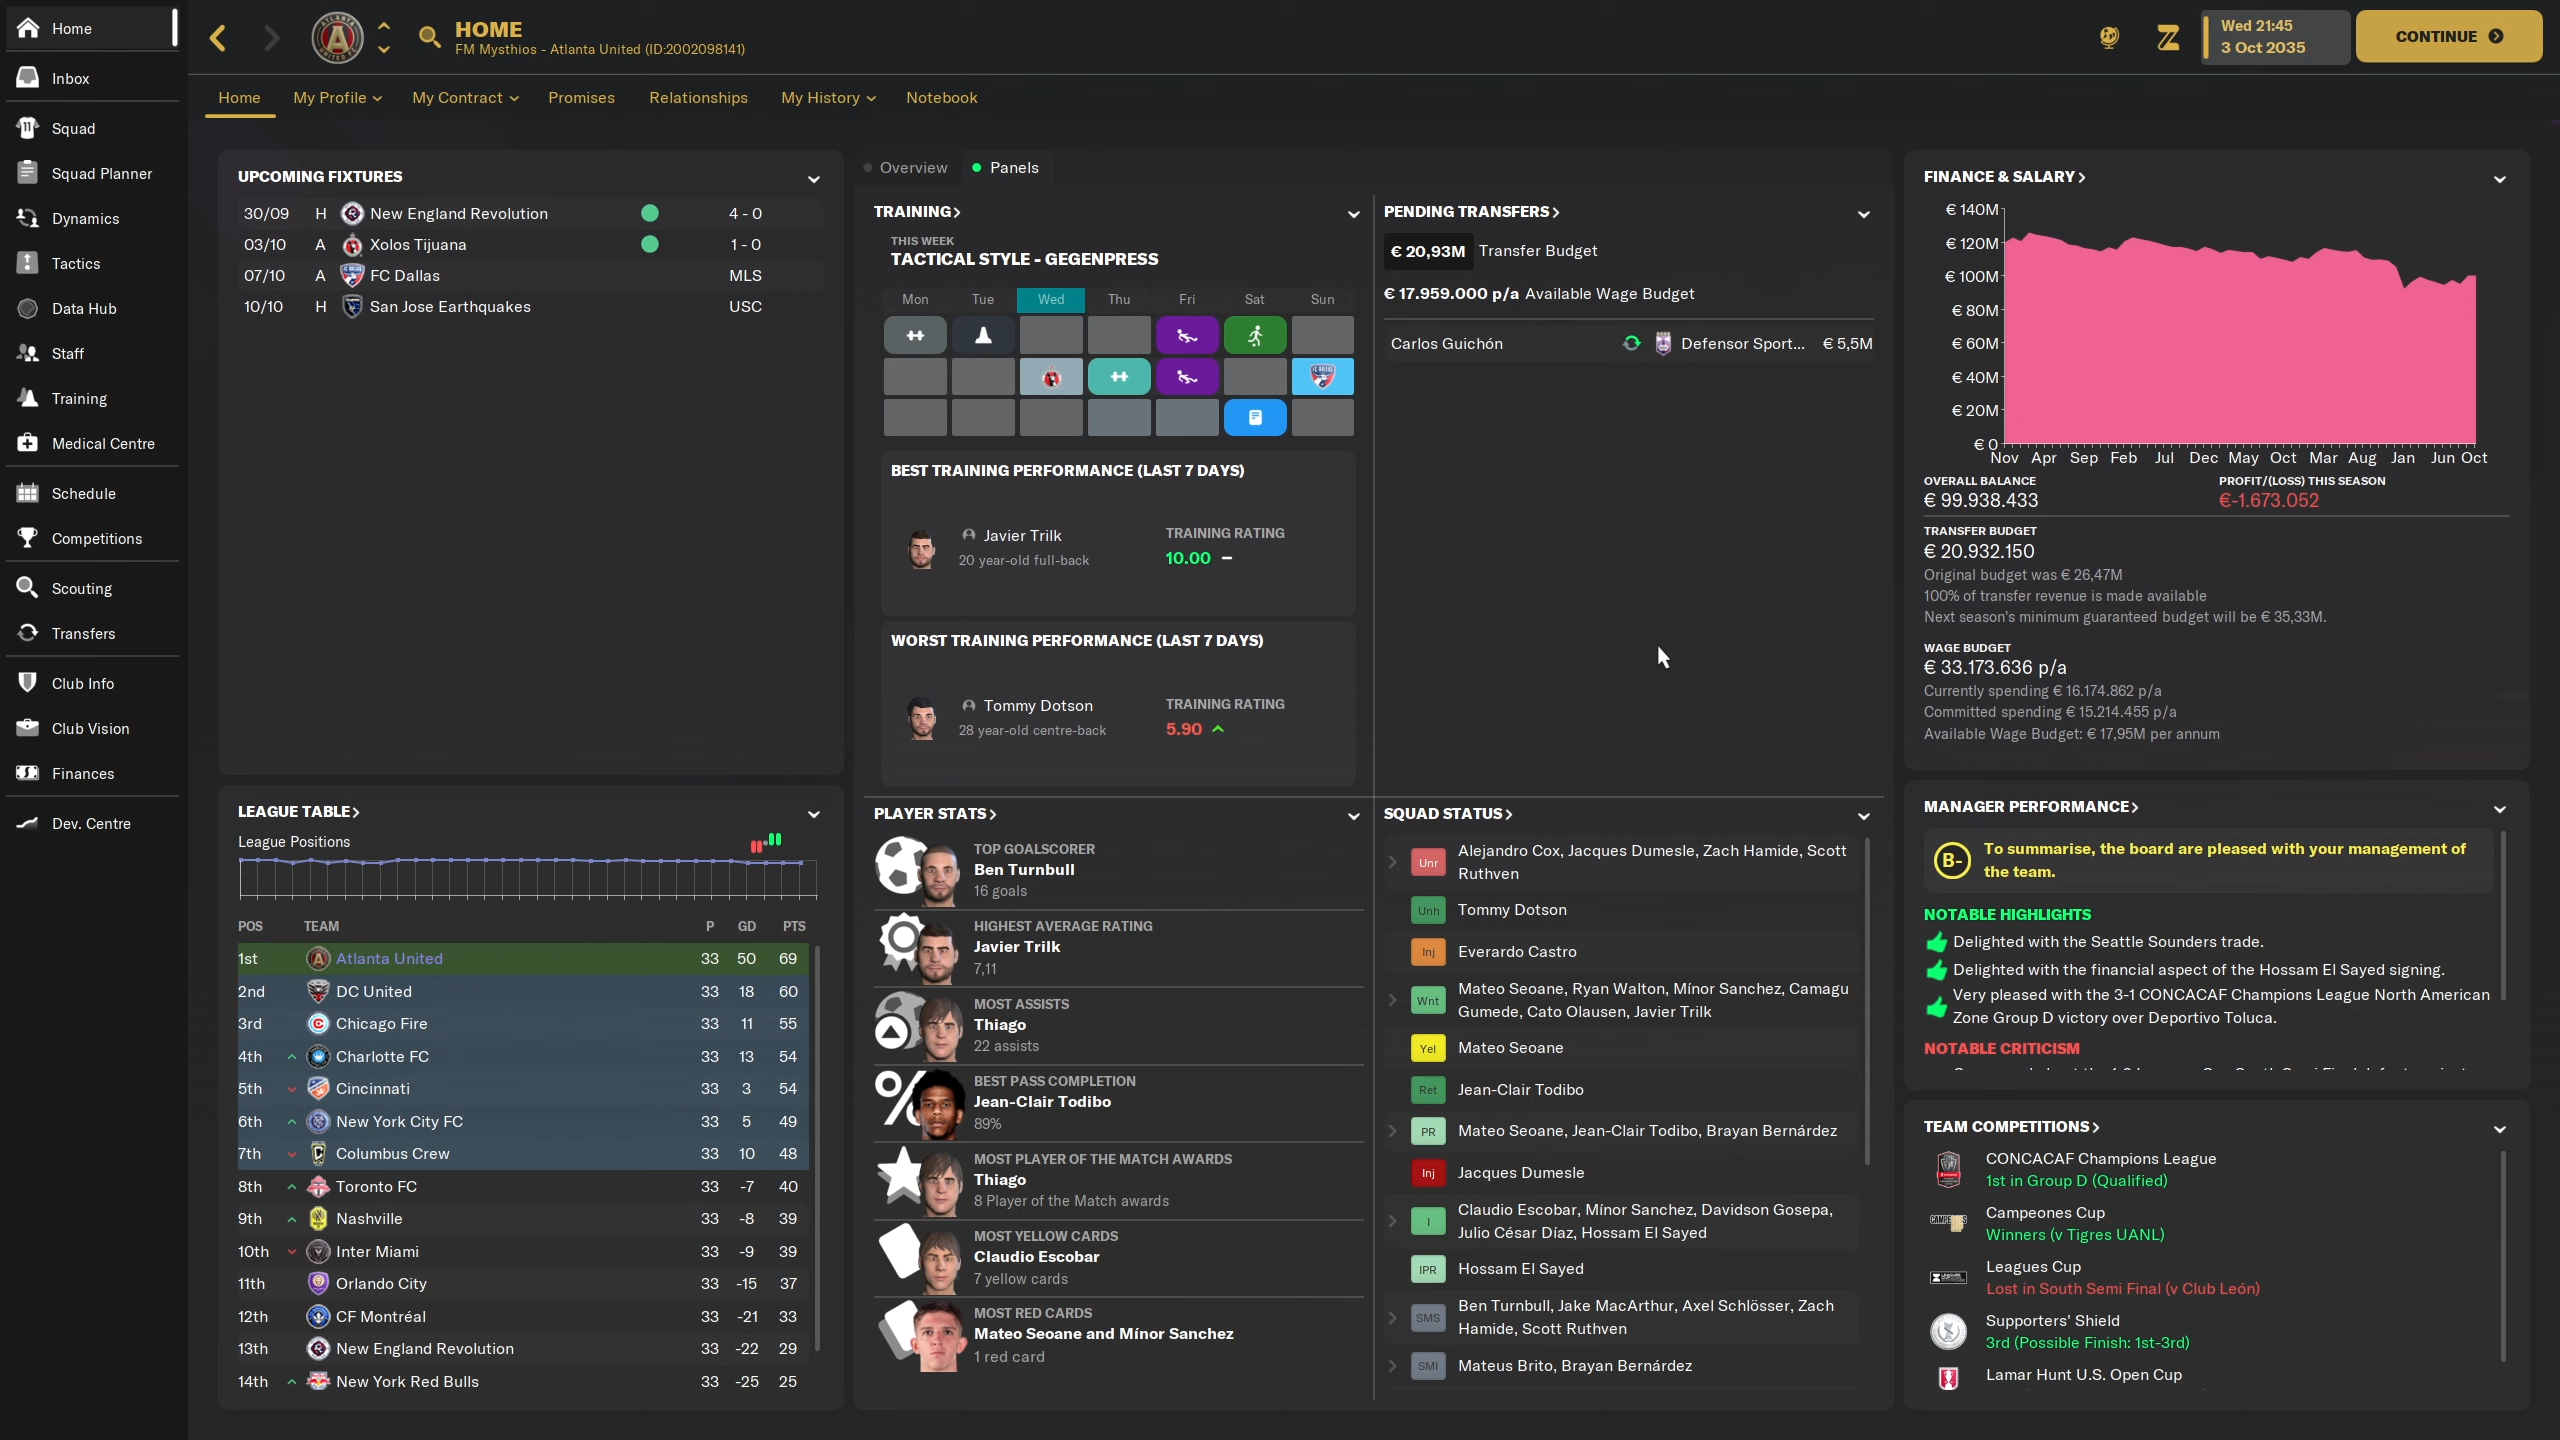 Home
Inbox
Squad
Squad Planner
Dynamics
Tactics
Data Hub
Staff
Training
Medical Centre
Schedule
Competitions
Scouting
Transfers
Club Info
Club Vision
Finances
Dev. Centre
HOME
FM Mysthios - Atlanta United (ID:2002098141)
Wed 21:45
3 Oct 2035
CONTINUE
Home My Profile My Contract Promises Relationships My History Notebook
UPCOMING FIXTURES
30/09 H New England Revolution 4 - 0
03/10 A Xolos Tijuana 1 - 0
07/10 A FC Dallas MLS
10/10 H San Jose Earthquakes USC
LEAGUE TABLE
League Positions
POS TEAM P GD PTS
1st Atlanta United 33 50 69
2nd DC United 33 18 60
3rd Chicago Fire 33 11 55
4th Charlotte FC 33 13 54
5th Cincinnati 33 3 54
6th New York City FC 33 5 49
7th Columbus Crew 33 10 48
8th Toronto FC 33 -7 40
9th Nashville 33 -8 39
10th Inter Miami 33 -9 39
11th Orlando City 33 -15 37
12th CF Montréal 33 -21 33
13th New England Revolution 33 -22 29
14th New York Red Bulls 33 -25 25
Overview Panels
TRAINING
THIS WEEK
TACTICAL STYLE - GEGENPRESS
Mon Tue Wed Thu Fri Sat Sun
BEST TRAINING PERFORMANCE (LAST 7 DAYS)
Javier Trilk
20 year-old full-back
TRAINING RATING
10.00
WORST TRAINING PERFORMANCE (LAST 7 DAYS)
Tommy Dotson
28 year-old centre-back
TRAINING RATING
5.90
PENDING TRANSFERS
€ 20,93M Transfer Budget
€ 17.959.000 p/a Available Wage Budget
Carlos Guichón Defensor Sport... € 5,5M
PLAYER STATS
TOP GOALSCORER
Ben Turnbull
16 goals
HIGHEST AVERAGE RATING
Javier Trilk
7,11
MOST ASSISTS
Thiago
22 assists
BEST PASS COMPLETION
Jean-Clair Todibo
89%
MOST PLAYER OF THE MATCH AWARDS
Thiago
8 Player of the Match awards
MOST YELLOW CARDS
Claudio Escobar
7 yellow cards
MOST RED CARDS
Mateo Seoane and Mínor Sanchez
1 red card
SQUAD STATUS
Unr Alejandro Cox, Jacques Dumesle, Zach Hamide, Scott
Ruthven
Unh Tommy Dotson
Inj Everardo Castro
Wnt Mateo Seoane, Ryan Walton, Mínor Sanchez, Camagu
Gumede, Cato Olausen, Javier Trilk
Yel Mateo Seoane
Ret Jean-Clair Todibo
PR Mateo Seoane, Jean-Clair Todibo, Brayan Bernárdez
Inj Jacques Dumesle
I Claudio Escobar, Mínor Sanchez, Davidson Gosepa,
Julio César Díaz, Hossam El Sayed
IPR Hossam El Sayed
SMS Ben Turnbull, Jake MacArthur, Axel Schlösser, Zach
Hamide, Scott Ruthven
SMI Mateus Brito, Brayan Bernárdez
FINANCE & SALARY
€ 140M
€ 120M
€ 100M
€ 80M
€ 60M
€ 40M
€ 20M
€ 0
Nov Apr Sep Feb Jul Dec May Oct Mar Aug Jan Jun Oct
OVERALL BALANCE
€ 99.938.433
PROFIT/(LOSS) THIS SEASON
€-1.673.052
TRANSFER BUDGET
€ 20.932.150
Original budget was € 26,47M
100% of transfer revenue is made available
Next season's minimum guaranteed budget will be € 35,33M.
WAGE BUDGET
€ 33.173.636 p/a
Currently spending € 16.174.862 p/a
Committed spending € 15.214.455 p/a
Available Wage Budget: € 17,95M per annum
MANAGER PERFORMANCE
B- To summarise, the board are pleased with your management of
the team.
NOTABLE HIGHLIGHTS
Delighted with the Seattle Sounders trade.
Delighted with the financial aspect of the Hossam El Sayed signing.
Very pleased with the 3-1 CONCACAF Champions League North American
Zone Group D victory over Deportivo Toluca.
NOTABLE CRITICISM
TEAM COMPETITIONS
CONCACAF Champions League
1st in Group D (Qualified)
Campeones Cup
Winners (v Tigres UANL)
Leagues Cup
Lost in South Semi Final (v Club León)
Supporters' Shield
3rd (Possible Finish: 1st-3rd)
Lamar Hunt U.S. Open Cup